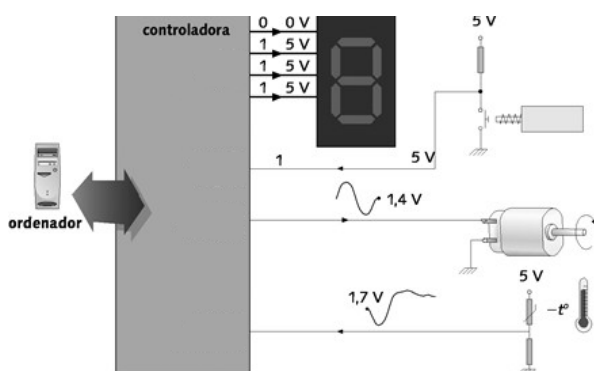 controladora
0 0 V
1 5 V
1 5 V
1 5 V
5 V
1 5 V
1,4 V
ordenador
5 V
1,7 V
–t°